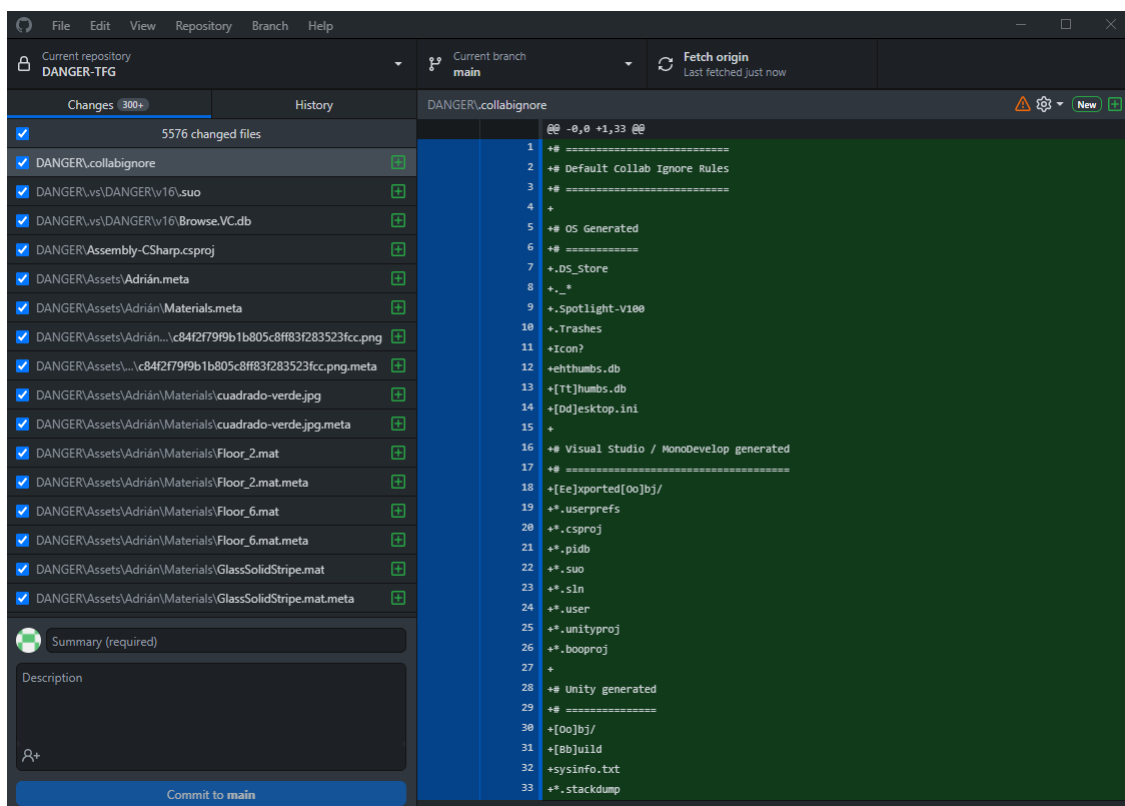 File Edit View Repository Branch Help
Current repository
DANGER-TFG
Current branch
main
Fetch origin
Last fetched just now
Changes 300+
History
5576 changed files
DANGER\.collabignore
DANGER\.vs\DANGER\v16\.suo
DANGER\.vs\DANGER\v16\Browse.VC.db
DANGER\Assembly-CSharp.csproj
DANGER\Assets\Adrián.meta
DANGER\Assets\Adrián\Materials.meta
DANGER\Assets\Adrián...\c84f2f79f9b1b805c8ff83f283523fcc.png
DANGER\Assets\...\c84f2f79f9b1b805c8ff83f283523fcc.png.meta
DANGER\Assets\Adrián\Materials\cuadrado-verde.jpg
DANGER\Assets\Adrián\Materials\cuadrado-verde.jpg.meta
DANGER\Assets\Adrián\Materials\Floor_2.mat
DANGER\Assets\Adrián\Materials\Floor_2.mat.meta
DANGER\Assets\Adrián\Materials\Floor_6.mat
DANGER\Assets\Adrián\Materials\Floor_6.mat.meta
DANGER\Assets\Adrián\Materials\GlassSolidStripe.mat
DANGER\Assets\Adrián\Materials\GlassSolidStripe.mat.meta
Summary (required)
Description
Commit to main
DANGER\.collabignore
New
@@ -0,0 +1,33 @@
1 +# ===========================
2 +# Default Collab Ignore Rules
3 +# ===========================
4 +
5 +# OS Generated
6 +# ============
7 +.DS_Store
8 +._*
9 +.Spotlight-V100
10 +.Trashes
11 +Icon?
12 +ehthumbs.db
13 +[Tt]humbs.db
14 +[Dd]esktop.ini
15 +
16 +# Visual Studio / MonoDevelop generated
17 +# =====================================
18 +[Ee]xported[Oo]bj/
19 +*.userprefs
20 +*.csproj
21 +*.pidb
22 +*.suo
23 +*.sln
24 +*.user
25 +*.unityproj
26 +*.booproj
27 +
28 +# Unity generated
29 +# ===============
30 +[Oo]bj/
31 +[Bb]uild
32 +sysinfo.txt
33 +*.stackdump